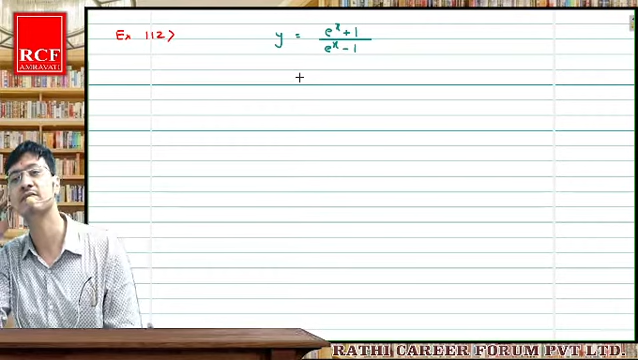 RCF
AMRAVATI
Ex 112>
y = e^x + 1 / e^x - 1
RATHI CAREER FORUM PVT LTD.